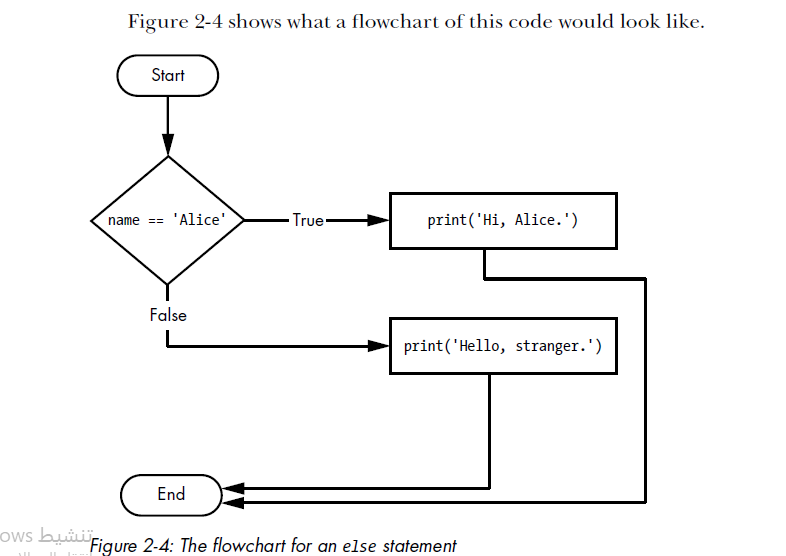 Figure 2-4 shows what a flowchart of this code would look like.
Start
name == 'Alice'
True
print('Hi, Alice.')
False
print('Hello, stranger.')
End
تنشيط ows
Figure 2-4: The flowchart for an else statement